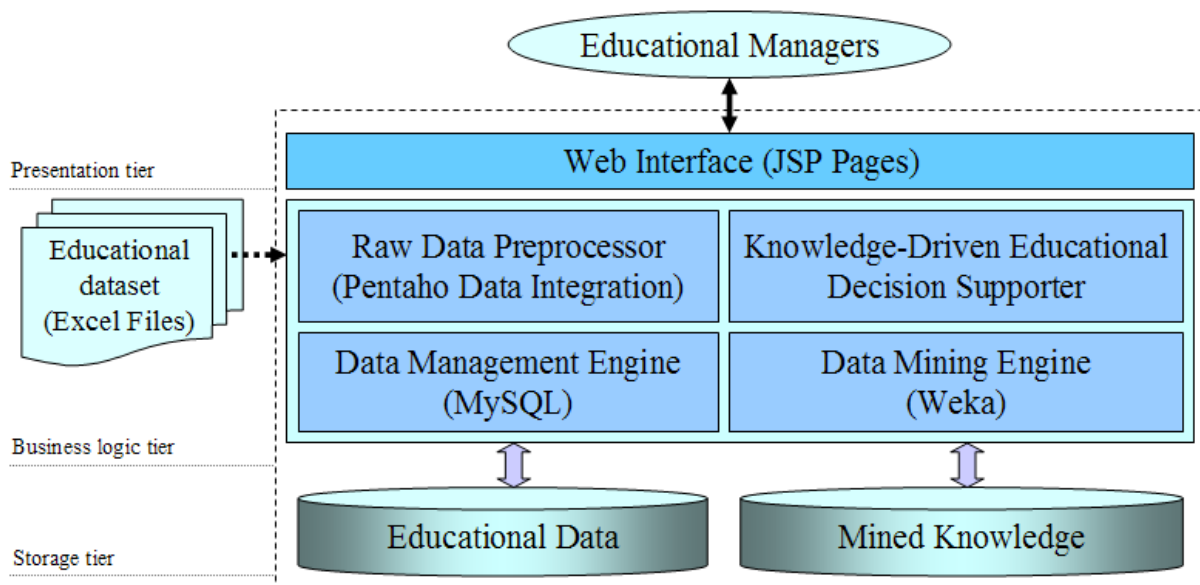 Educational Managers
Web Interface (JSP Pages)
Presentation tier
Educational
dataset
(Excel Files)
Raw Data Preprocessor
(Pentaho Data Integration)
Knowledge-Driven Educational
Decision Supporter
Data Management Engine
(MySQL)
Data Mining Engine
(Weka)
Business logic tier
Educational Data
Mined Knowledge
Storage tier